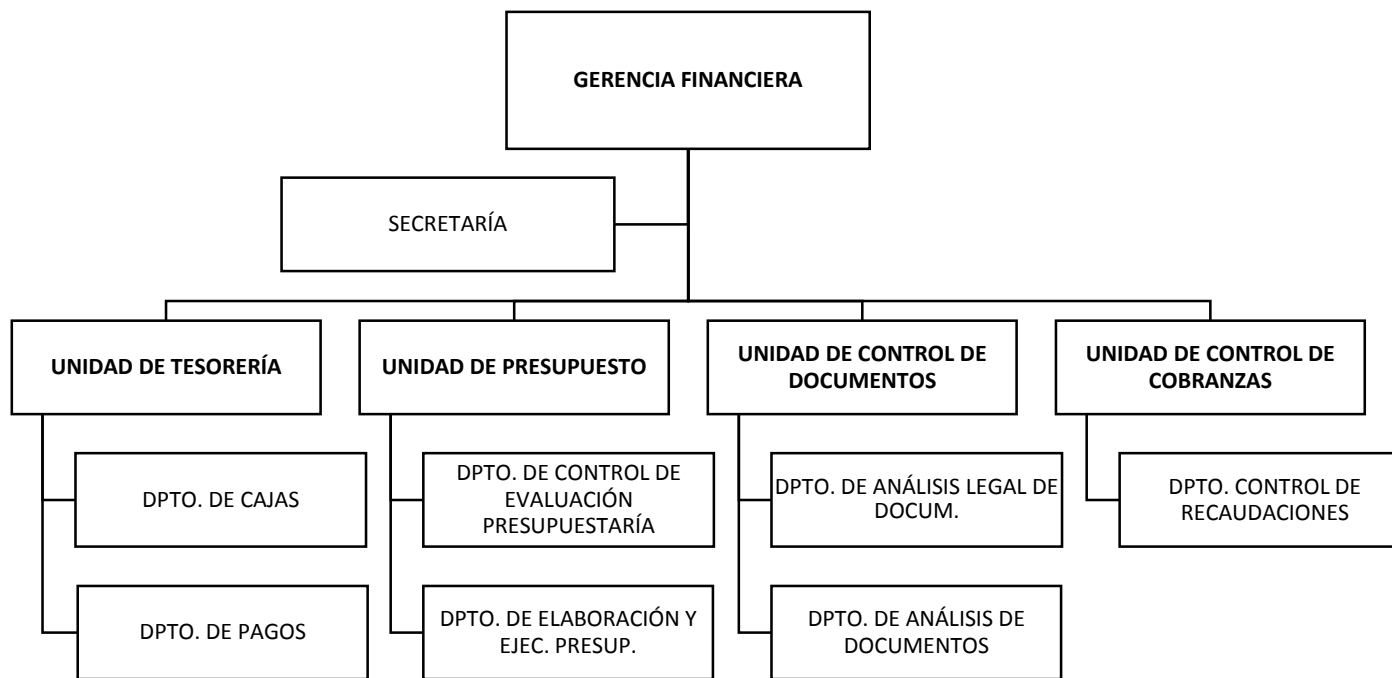 GERENCIA FINANCIERA
SECRETARÍA
UNIDAD DE TESORERÍA
UNIDAD DE PRESUPUESTO
UNIDAD DE CONTROL DE
DOCUMENTOS
UNIDAD DE CONTROL DE
COBRANZAS
DPTO. DE CAJAS
DPTO. DE CONTROL DE
EVALUACIÓN
PRESUPUESTARÍA
DPTO. DE ANÁLISIS LEGAL DE
DOCUM.
DPTO. CONTROL DE
RECAUDACIONES
DPTO. DE PAGOS
DPTO. DE ELABORACIÓN Y
EJEC. PRESUP.
DPTO. DE ANÁLISIS DE
DOCUMENTOS